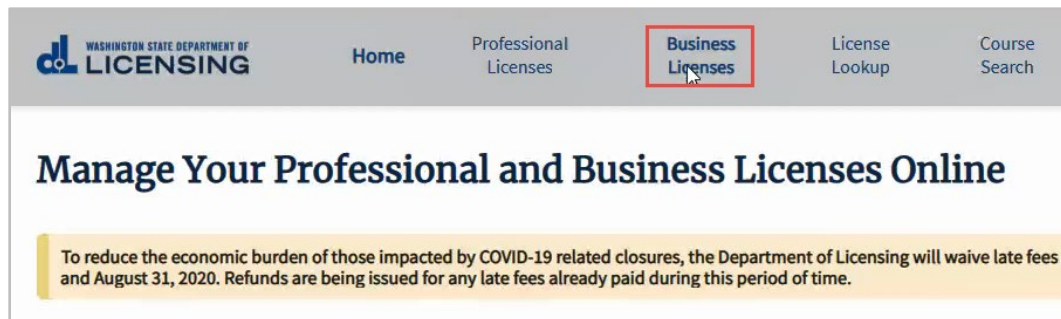 WASHINGTON STATE DEPARTMENT OF
LICENSING
Home
Professional
Licenses
Business
Licenses
License
Lookup
Course
Search
Manage Your Professional and Business Licenses Online
To reduce the economic burden of those impacted by COVID-19 related closures, the Department of Licensing will waive late fees
and August 31, 2020. Refunds are being issued for any late fees already paid during this period of time.